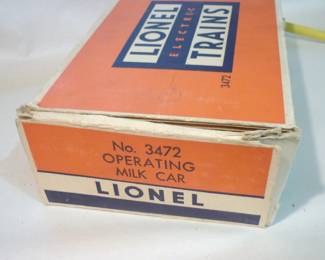 LIONEL
ELECTRIC
TRAINS
3472
No. 3472
OPERATING
MILK CAR
LIONEL